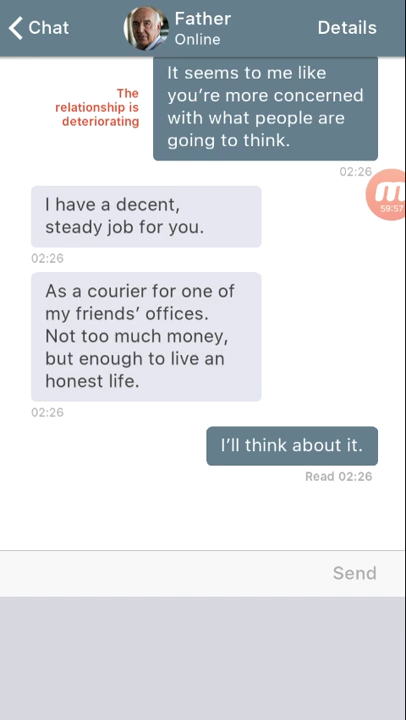 Chat
Father
Online
Details
It seems to me like
you're more concerned
with what people are
going to think.
The
relationship is
deteriorating
02:26
I have a decent,
steady job for you.
02:26
As a courier for one of
my friends' offices.
Not too much money,
but enough to live an
honest life.
02:26
I'll think about it.
Read 02:26
Send
59:57